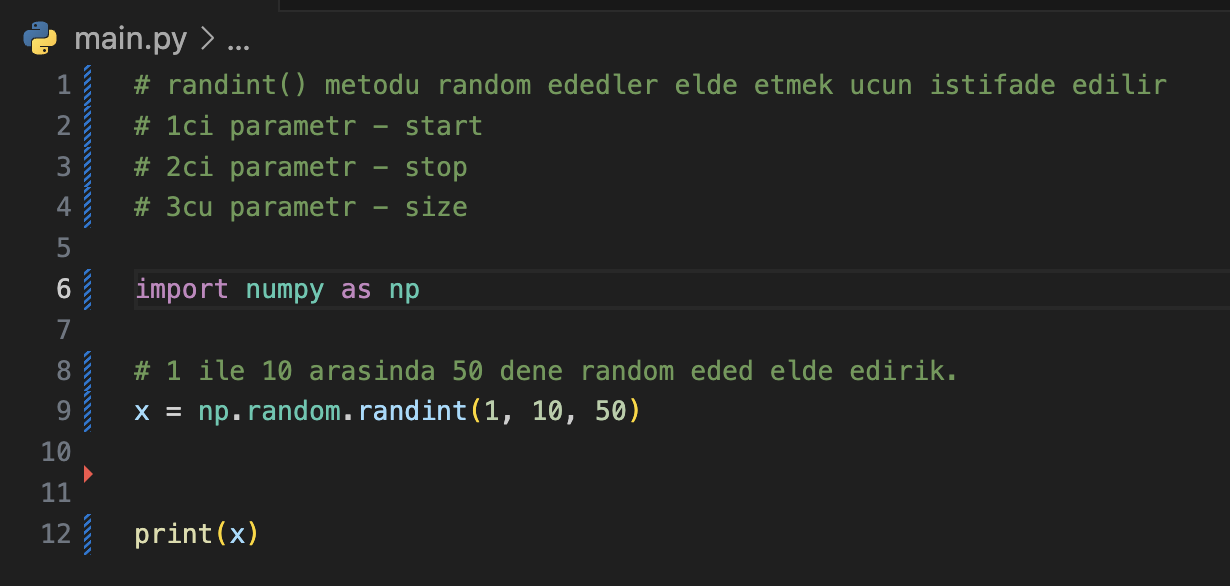 main.py > ...
1 # randint() metodu random ededler elde etmek ucun istifade edilir
2 # 1ci parametr - start
3 # 2ci parametr - stop
4 # 3cu parametr - size
5
6 import numpy as np
7
8 # 1 ile 10 arasinda 50 dene random eded elde edirik.
9 x = np.random.randint(1, 10, 50)
10
11
12 print(x)